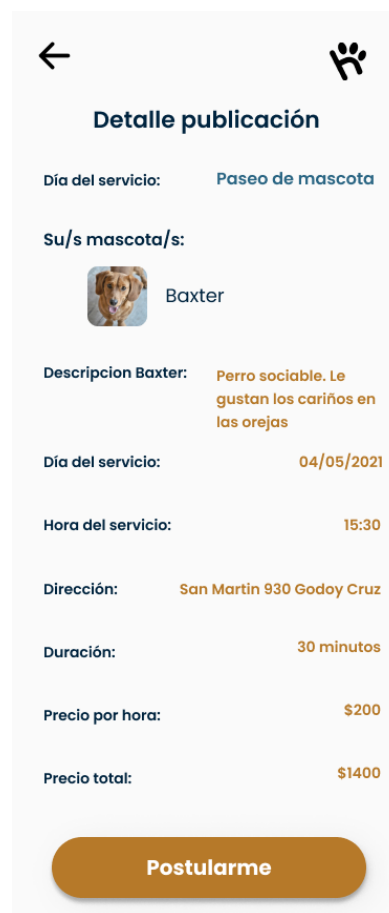 Detalle publicación
Día del servicio: Paseo de mascota
Su/s mascota/s:
Baxter
Descripcion Baxter: Perro sociable. Le
gustan los cariños en
las orejas
Día del servicio: 04/05/2021
Hora del servicio: 15:30
Dirección: San Martin 930 Godoy Cruz
Duración: 30 minutos
Precio por hora: $200
Precio total: $1400
Postularme